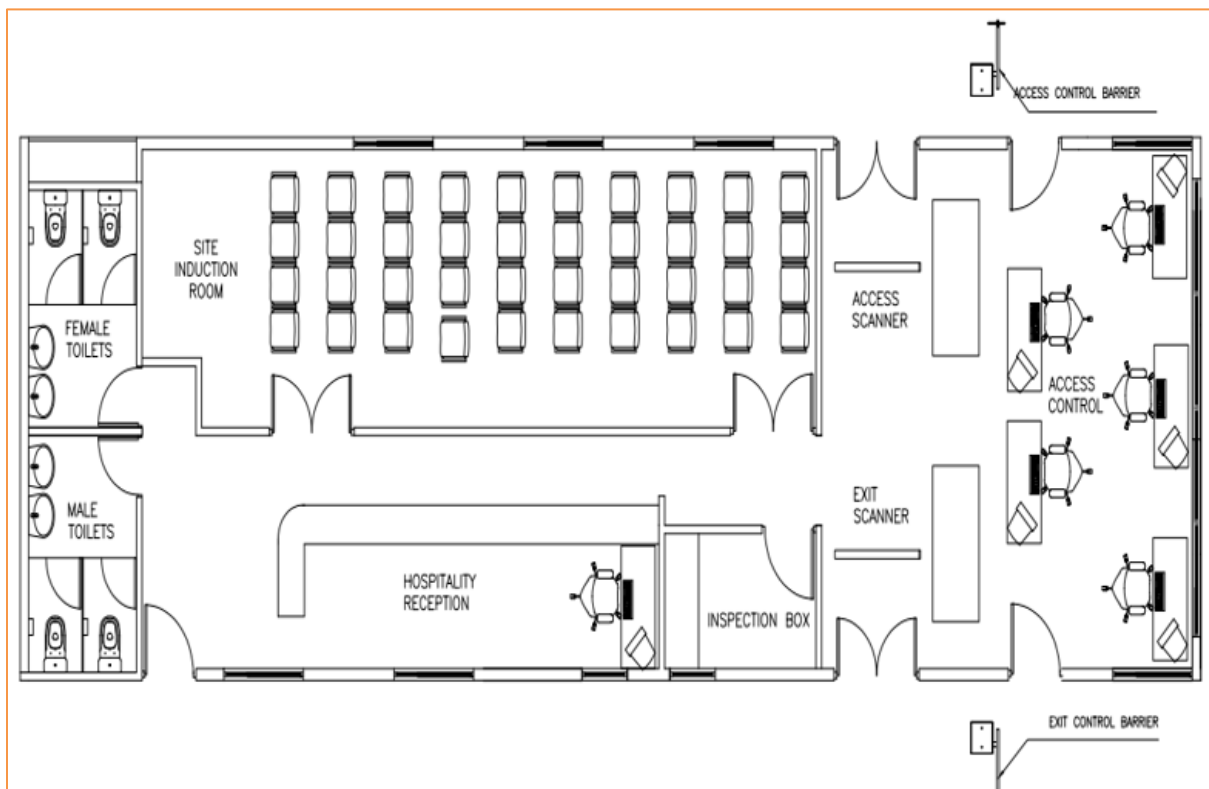 ACCESS CONTROL BARRIER
SITE
INDUCTION
ROOM
ACCESS
SCANNER
FEMALE
TOILETS
ACCESS
CONTROL
MALE
TOILETS
EXIT
SCANNER
HOSPITALITY
RECEPTION
INSPECTION BOX
EXIT CONTROL BARRIER